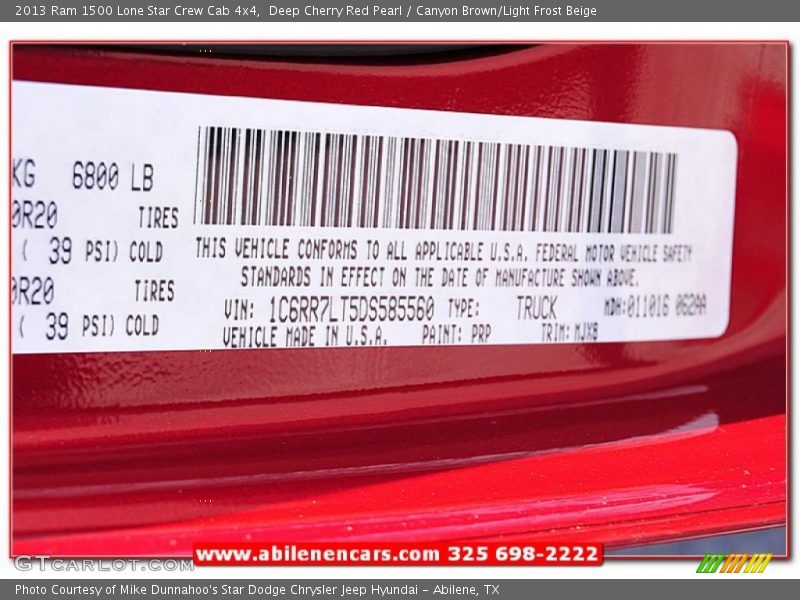 2013 Ram 1500 Lone Star Crew Cab 4x4, Deep Cherry Red Pearl / Canyon Brown/Light Frost Beige
KG 6800 LB
0R20 TIRES
( 39 PSI) COLD
R20 TIRES
( 39 PSI) COLD
THIS VEHICLE CONFORMS TO ALL APPLICABLE U.S.A. FEDERAL MOTOR VEHICLE SAFETY
STANDARDS IN EFFECT ON THE DATE OF MANUFACTURE SHOWN ABOVE.
VIN: 1C6RR7LT5DS585560 TYPE: TRUCK MDH:011016 062AA
VEHICLE MADE IN U.S.A. PAINT: PRP TRIM: MJXB
GTCARLOT.COM
www.abilenencars.com 325 698-2222
Photo Courtesy of Mike Dunnahoo's Star Dodge Chrysler Jeep Hyundai - Abilene, TX